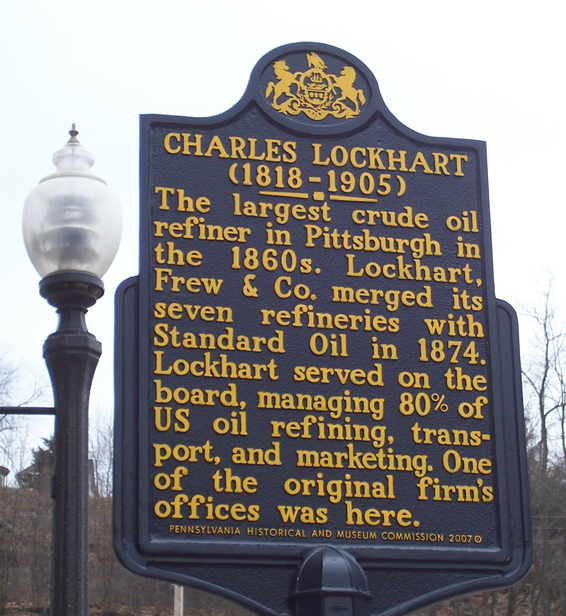 CHARLES LOCKHART
(1818-1905)
The largest crude oil
refiner in Pittsburgh in
the 1860s. Lockhart,
Frew & Co. merged its
seven refineries with
Standard Oil in 1874.
Lockhart served on the
board, managing 80% of
US oil refining, trans-
port, and marketing. One
of the original firm's
offices was here.
PENNSYLVANIA HISTORICAL AND MUSEUM COMMISSION 2007